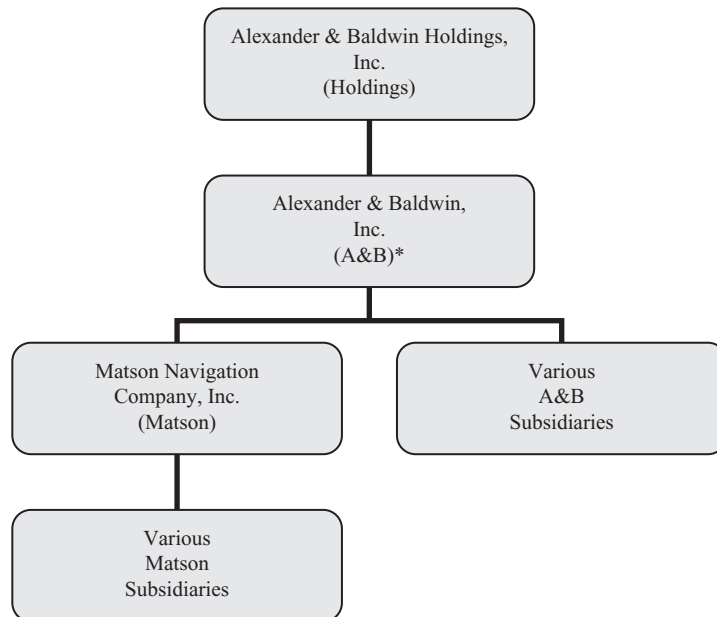 Alexander & Baldwin Holdings,
Inc.
(Holdings)
Alexander & Baldwin,
Inc.
(A&B)*
Matson Navigation
Company, Inc.
(Matson)
Various
A&B
Subsidiaries
Various
Matson
Subsidiaries